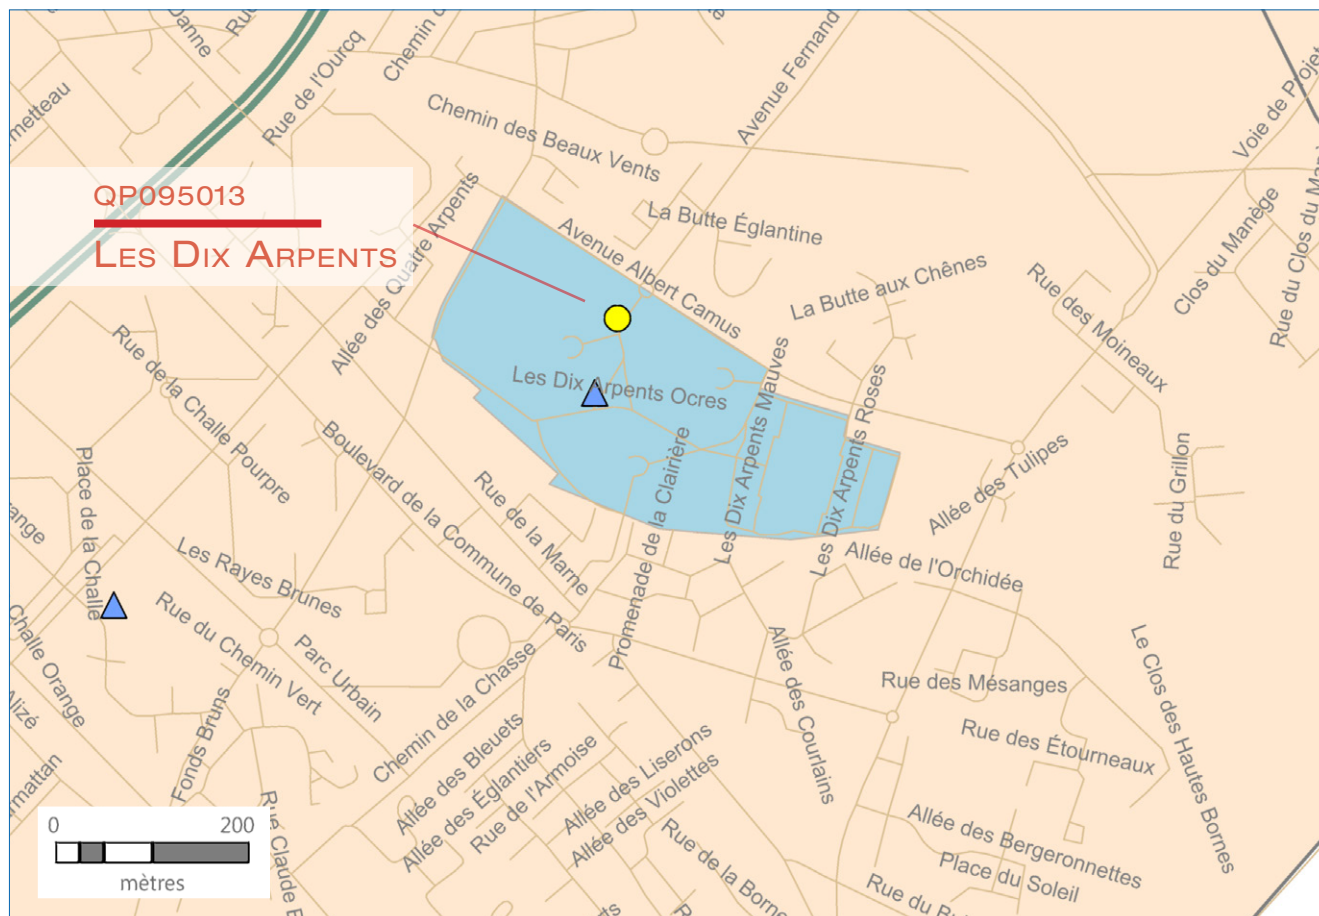 Danne
Rue de l'Ourcq
Avenue Fernand
Voie de Projet
Chemin des Beaux Vents
QP095013
Les Dix Arpents
Allée des Quatre Arpents
La Butte Églantine
Avenue Albert Camus
La Butte aux Chênes
Clos du Manège
Rue des Moineaux
Rue de la Challe Pourpre
Les Dix Arpents Ocres
Les Dix Arpents Mauves
Les Dix Arpents Roses
Boulevard de la Commune de Paris
Rue de la Marne
Promenade de la Clairière
Allée des Tulipes
Rue du Grillon
Place de la Challe
Les Rayes Brunes
Allée de l'Orchidée
Challe Orange
Rue du Chemin Vert
Parc Urbain
Chemin de la Chasse
Allée des Courlains
Rue des Mésanges
Le Clos des Hautes Bornes
Rue des Étourneaux
Fonds Bruns
Allée des Bleuets
Allée des Églantiers
Rue de l'Armoise
Allée des Liserons
Allée des Violettes
Rue de la Borne
Allée des Bergeronnettes
Place du Soleil
Rue Claude
Rue du
0 200
mètres